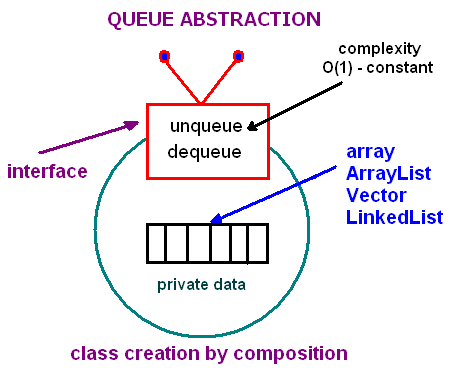 QUEUE ABSTRACTION
complexity
O(1) - constant
unqueue
dequeue
interface
array
ArrayList
Vector
LinkedList
private data
class creation by composition